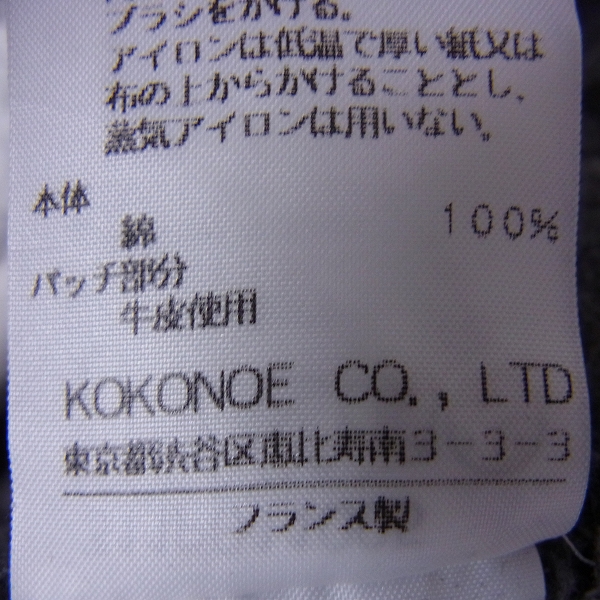 ブラシをかける。
アイロンは低温で厚い紙又は
布の上からかけることとし、
蒸気アイロンは用いない。
本体
綿 100%
パッチ部分
牛皮使用
KOKONOE CO., LTD
東京都渋谷区恵比寿南3-3-3
フランス製